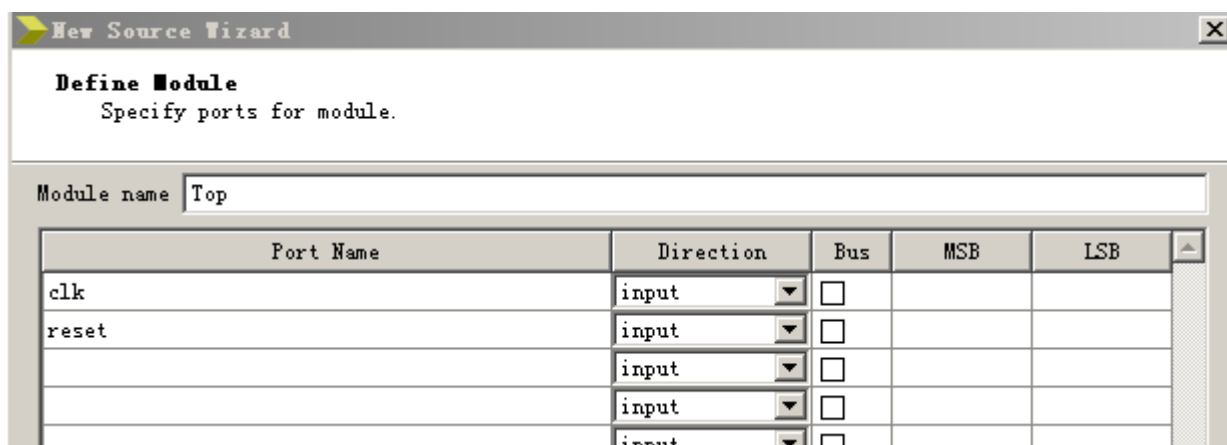 New Source Wizard
Define Module
Specify ports for module.
Module name Top
Port Name Direction Bus MSB LSB
clk input
reset input
input
input
input